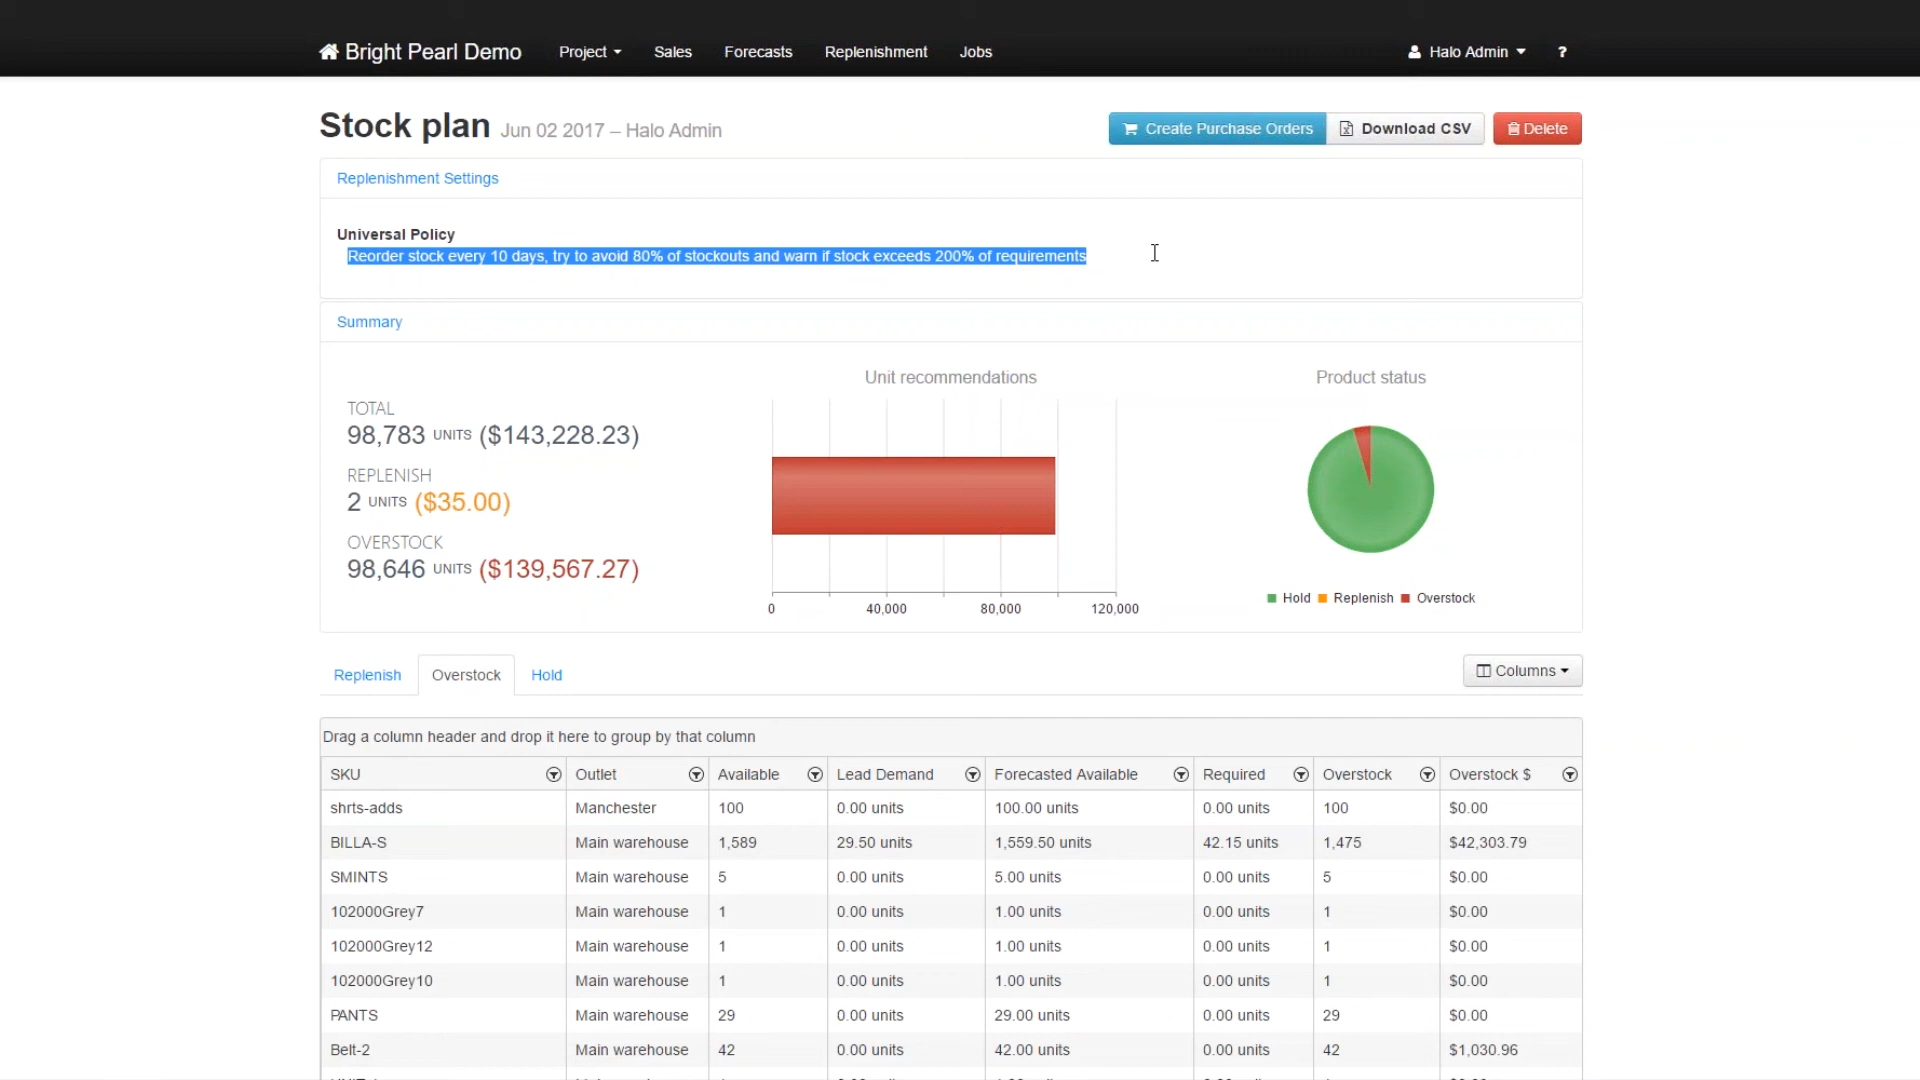 Bright Pearl Demo Project Sales Forecasts Replenishment Jobs Halo Admin ?
Stock plan Jun 02 2017 – Halo Admin Create Purchase Orders Download CSV Delete
Replenishment Settings
Universal Policy
Reorder stock every 10 days, try to avoid 80% of stockouts and warn if stock exceeds 200% of requirements
Summary
Unit recommendations
Product status
TOTAL
98,783 UNITS ($143,228.23)
REPLENISH
2 UNITS ($35.00)
OVERSTOCK
98,646 UNITS ($139,567.27)
0 40,000 80,000 120,000
Hold Replenish Overstock
Replenish Overstock Hold Columns
Drag a column header and drop it here to group by that column
SKU Outlet Available Lead Demand Forecasted Available Required Overstock Overstock $
shrts-adds Manchester 100 0.00 units 100.00 units 0.00 units 100 $0.00
BILLA-S Main warehouse 1,589 29.50 units 1,559.50 units 42.15 units 1,475 $42,303.79
SMINTS Main warehouse 5 0.00 units 5.00 units 0.00 units 5 $0.00
102000Grey7 Main warehouse 1 0.00 units 1.00 units 0.00 units 1 $0.00
102000Grey12 Main warehouse 1 0.00 units 1.00 units 0.00 units 1 $0.00
102000Grey10 Main warehouse 1 0.00 units 1.00 units 0.00 units 1 $0.00
PANTS Main warehouse 29 0.00 units 29.00 units 0.00 units 29 $0.00
Belt-2 Main warehouse 42 0.00 units 42.00 units 0.00 units 42 $1,030.96